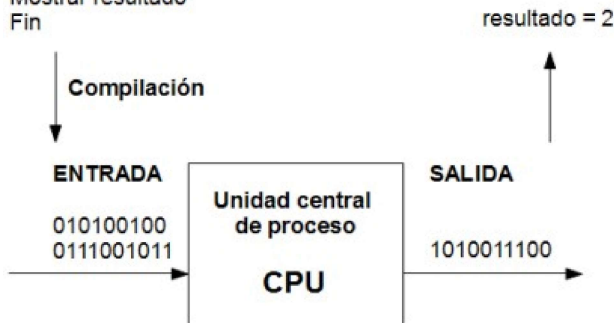 Mostrar resultado
Fin
resultado = 2
Compilación
ENTRADA
010100100
0111001011
Unidad central
de proceso
CPU
SALIDA
1010011100